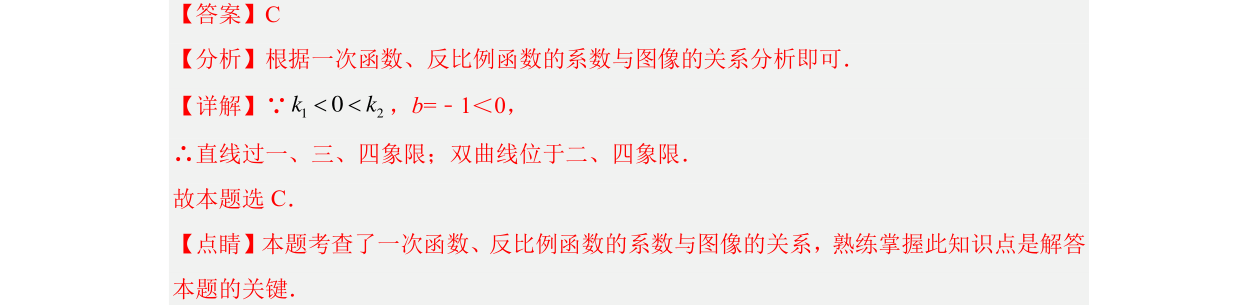 【答案】C
【分析】根据一次函数、反比例函数的系数与图像的关系分析即可.
【详解】∵k₁<0<k₂，b=﹣1＜0，
∴直线过一、三、四象限；双曲线位于二、四象限.
故本题选 C.
【点睛】本题考查了一次函数、反比例函数的系数与图像的关系，熟练掌握此知识点是解答
本题的关键.